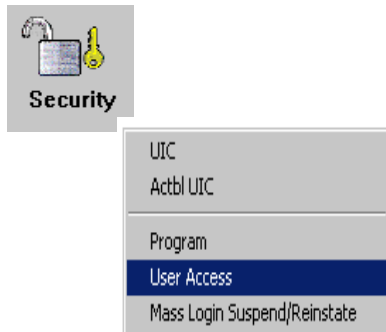 Security
UIC
Actbl UIC
Program
User Access
Mass Login Suspend/Reinstate